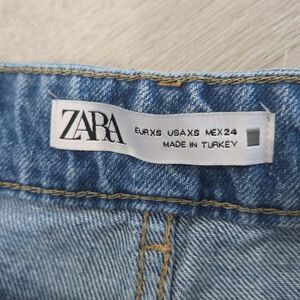 ZARA
EUR XS USA XS MEX 24
MADE IN TURKEY